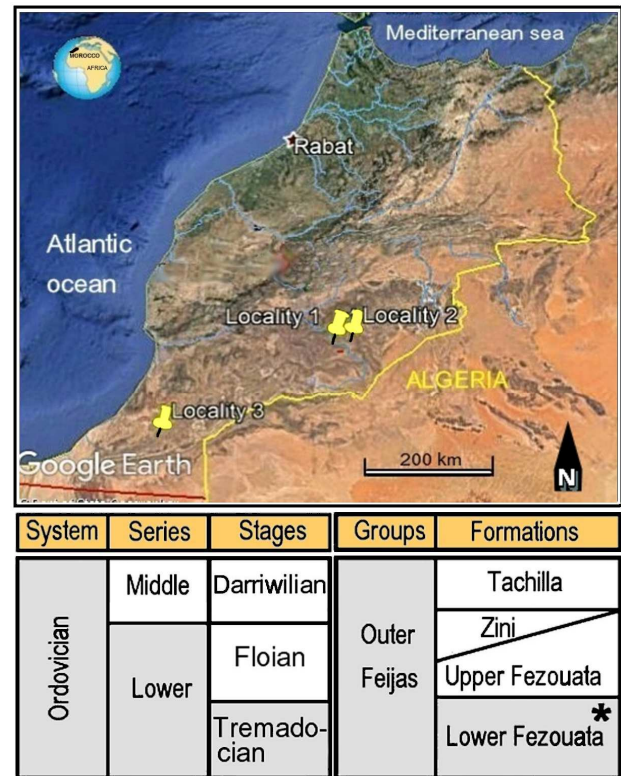 Mediterranean sea
MOROCCO
AFRICA
Rabat
Atlantic
ocean
Locality 1
Locality 2
ALGERIA
Locality 3
Google Earth
200 km
N
System Series Stages Groups Formations
Ordovician
Middle
Darriwilian
Lower
Floian
Tremado-
cian
Outer
Feijas
Tachilla
Zini
Upper Fezouata
Lower Fezouata *